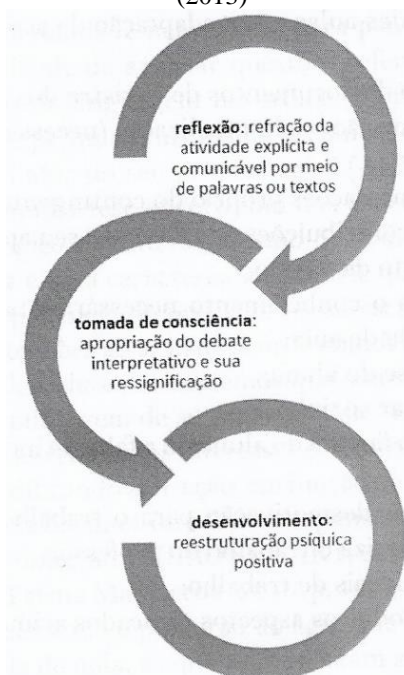 (2013)
reflexão: refração da
atividade explícita e
comunicável por meio
de palavras ou textos
tomada de consciência:
apropriação do debate
interpretativo e sua
ressignificação
desenvolvimento:
reestruturação psíquica
positiva